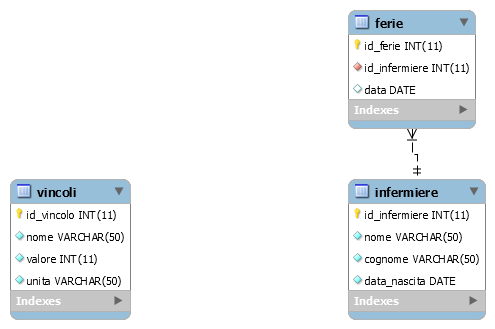 ferie
id_ferie INT(11)
id_infermiere INT(11)
data DATE
Indexes
vincoli
id_vincolo INT(11)
nome VARCHAR(50)
valore INT(11)
unita VARCHAR(50)
Indexes
infermiere
id_infermiere INT(11)
nome VARCHAR(50)
cognome VARCHAR(50)
data_nascita DATE
Indexes